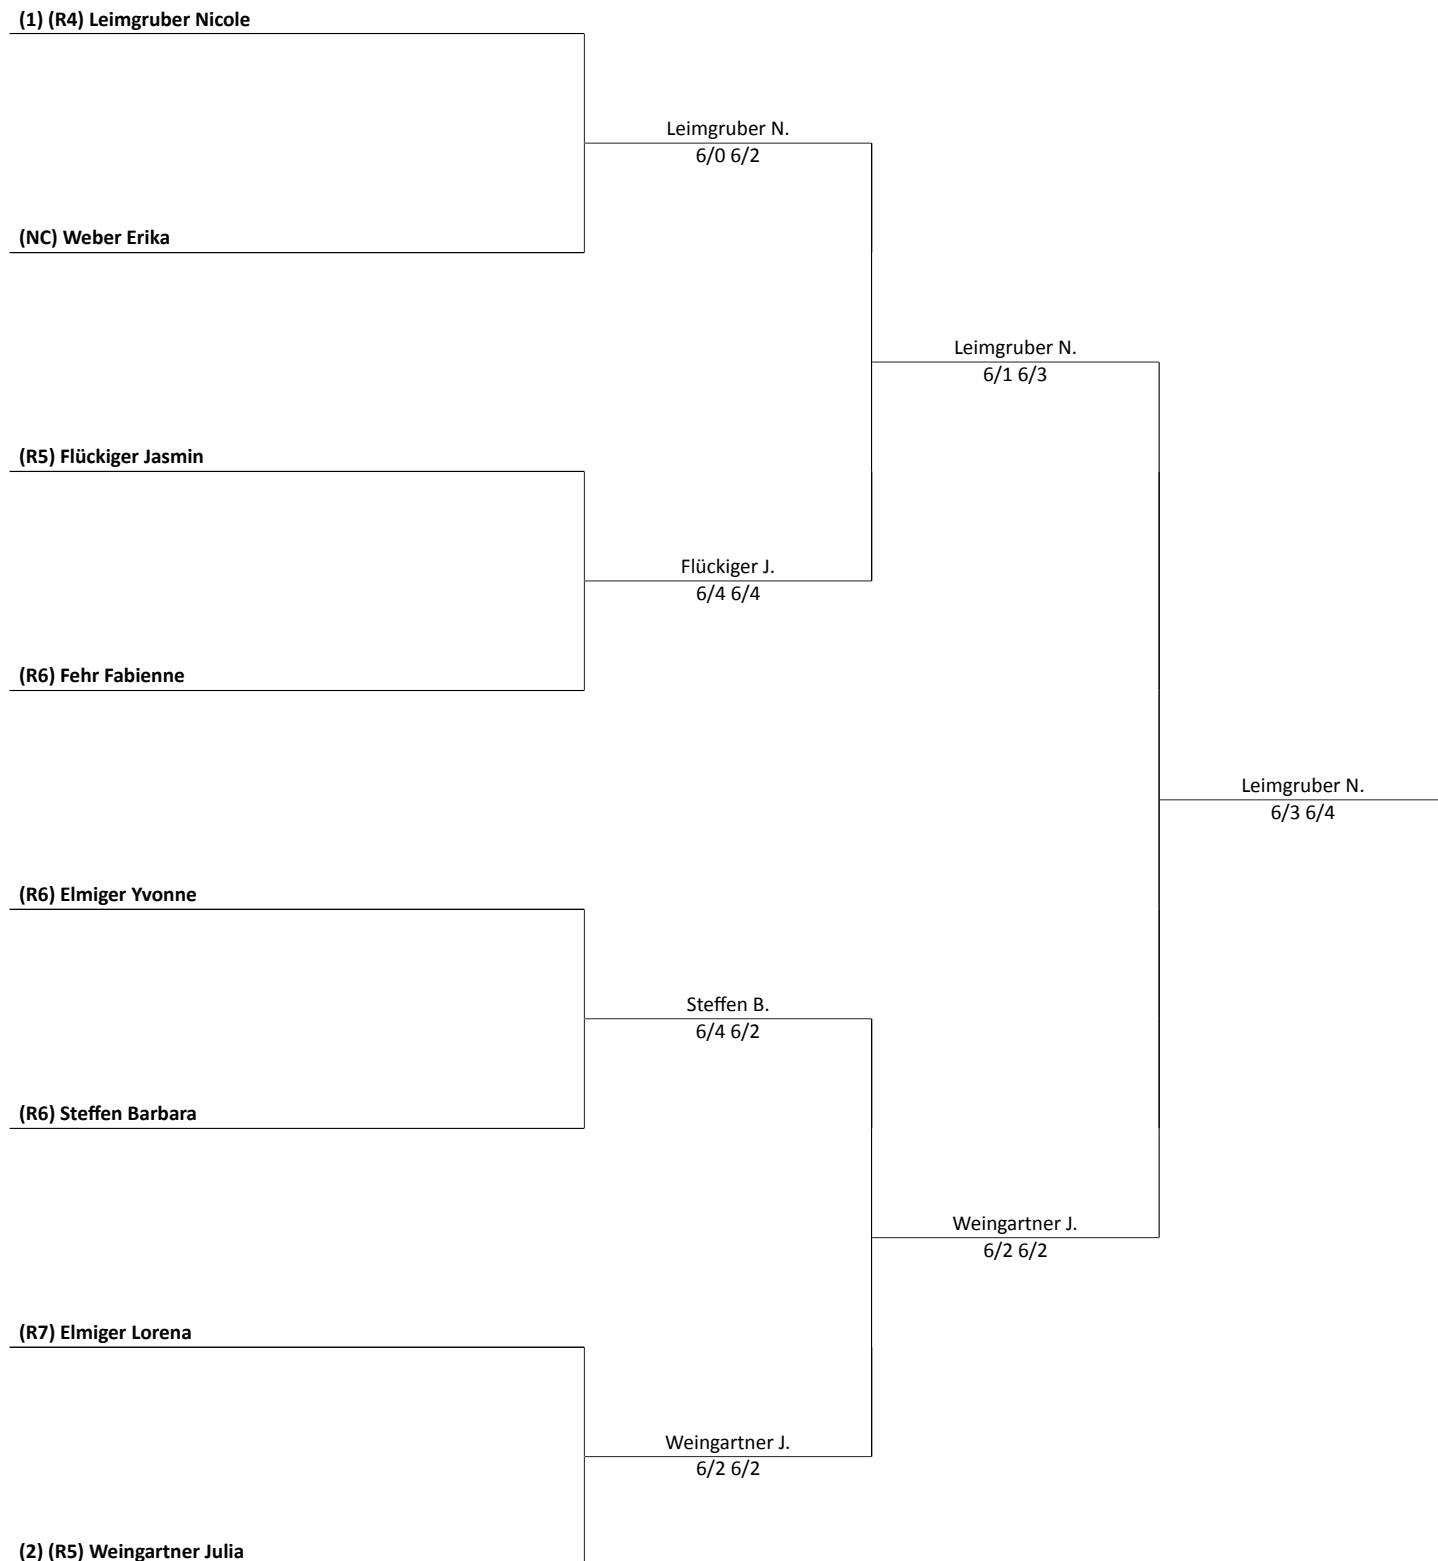 (1) (R4) Leimgruber Nicole
Leimgruber N.
6/0 6/2
(NC) Weber Erika
Leimgruber N.
6/1 6/3
(R5) Flückiger Jasmin
Flückiger J.
6/4 6/4
(R6) Fehr Fabienne
Leimgruber N.
6/3 6/4
(R6) Elmiger Yvonne
Steffen B.
6/4 6/2
(R6) Steffen Barbara
Weingartner J.
6/2 6/2
(R7) Elmiger Lorena
Weingartner J.
6/2 6/2
(2) (R5) Weingartner Julia